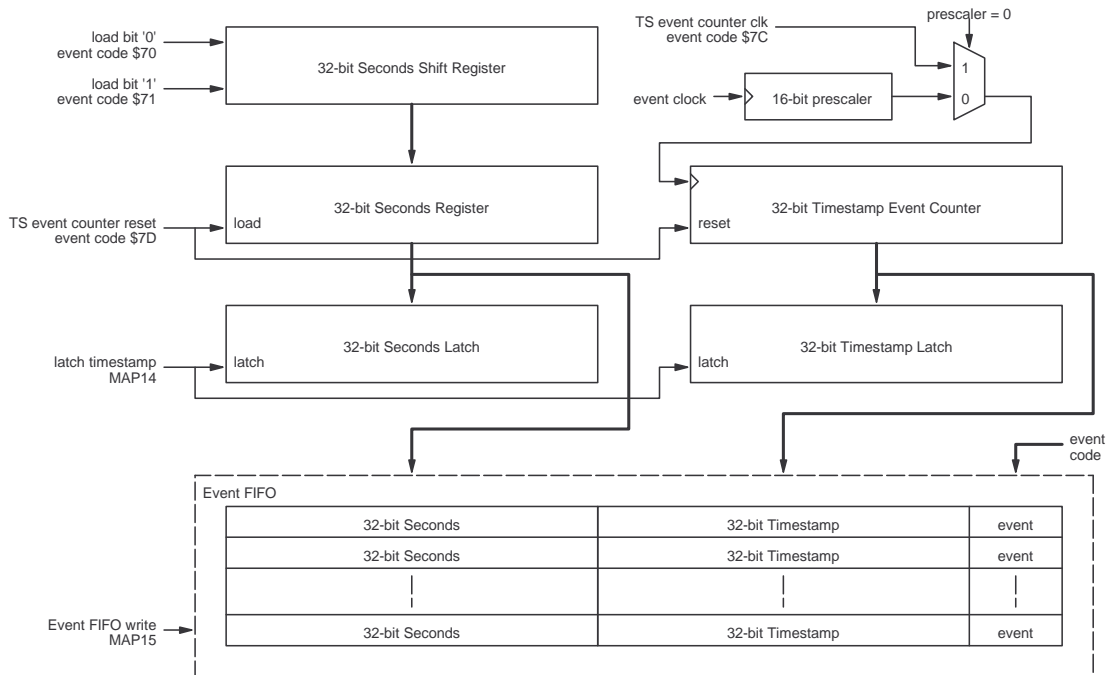 prescaler = 0
load bit '0'
event code $70
load bit '1'
event code $71
32-bit Seconds Shift Register
TS event counter clk
event code $7C
1
0
event clock
16-bit prescaler
TS event counter reset
event code $7D
load
32-bit Seconds Register
reset
32-bit Timestamp Event Counter
latch timestamp
MAP14
latch
32-bit Seconds Latch
latch
32-bit Timestamp Latch
event
code
Event FIFO
32-bit Seconds
32-bit Timestamp
event
32-bit Seconds
32-bit Timestamp
event
Event FIFO write
MAP15
32-bit Seconds
32-bit Timestamp
event